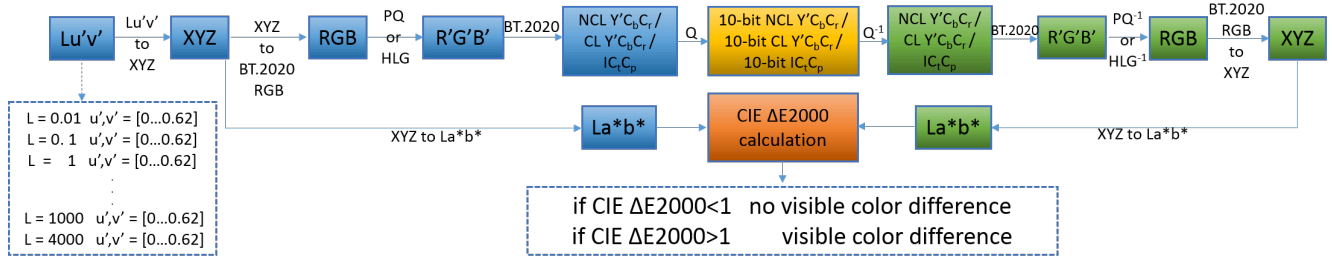 Lu'v'
Lu'v'
to
XYZ
XYZ
XYZ
to
BT.2020
RGB
RGB
PQ
or
HLG
R'G'B'
BT.2020
NCL Y'CbCr /
CL Y'CbCr /
ICtCp
Q
10-bit NCL Y'CbCr /
10-bit CL Y'CbCr /
10-bit ICtCp
Q-1
NCL Y'CbCr /
CL Y'CbCr /
ICtCp
BT.2020
R'G'B'
PQ-1
or
HLG-1
RGB
BT.2020
RGB
to
XYZ
XYZ
L = 0.01 u',v' = [0...0.62]
L = 0. 1 u',v' = [0...0.62]
L = 1 u',v' = [0...0.62]
.
.
.
L = 1000 u',v' = [0...0.62]
L = 4000 u',v' = [0...0.62]
XYZ to La*b*
La*b*
CIE ΔE2000
calculation
La*b*
XYZ to La*b*
if CIE ΔE2000<1 no visible color difference
if CIE ΔE2000>1 visible color difference